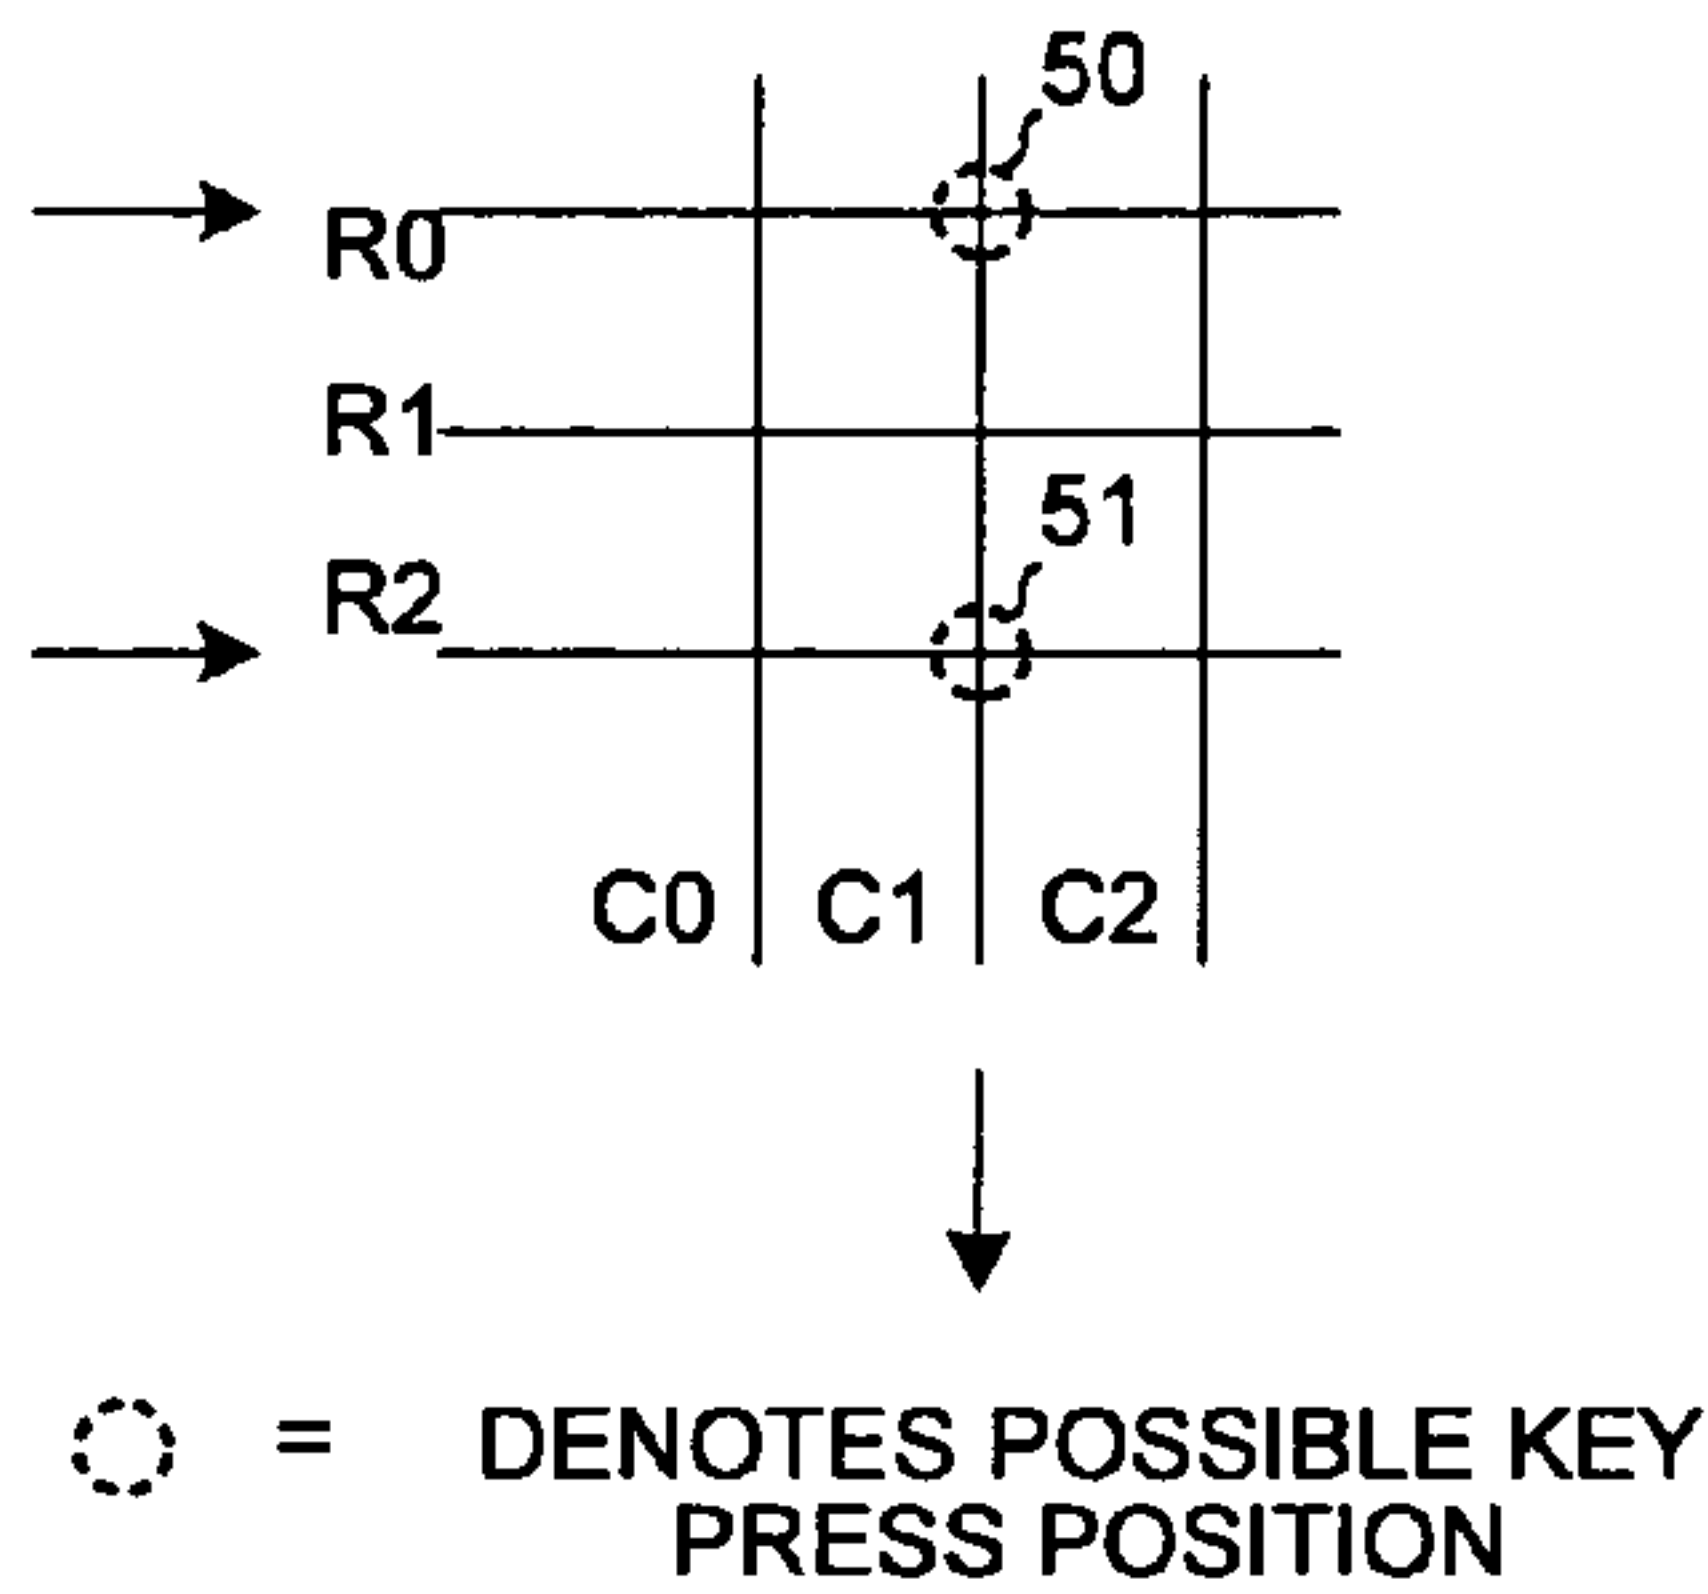 50
R0
R1
51
R2
C0 C1 C2
= DENOTES POSSIBLE KEY
PRESS POSITION